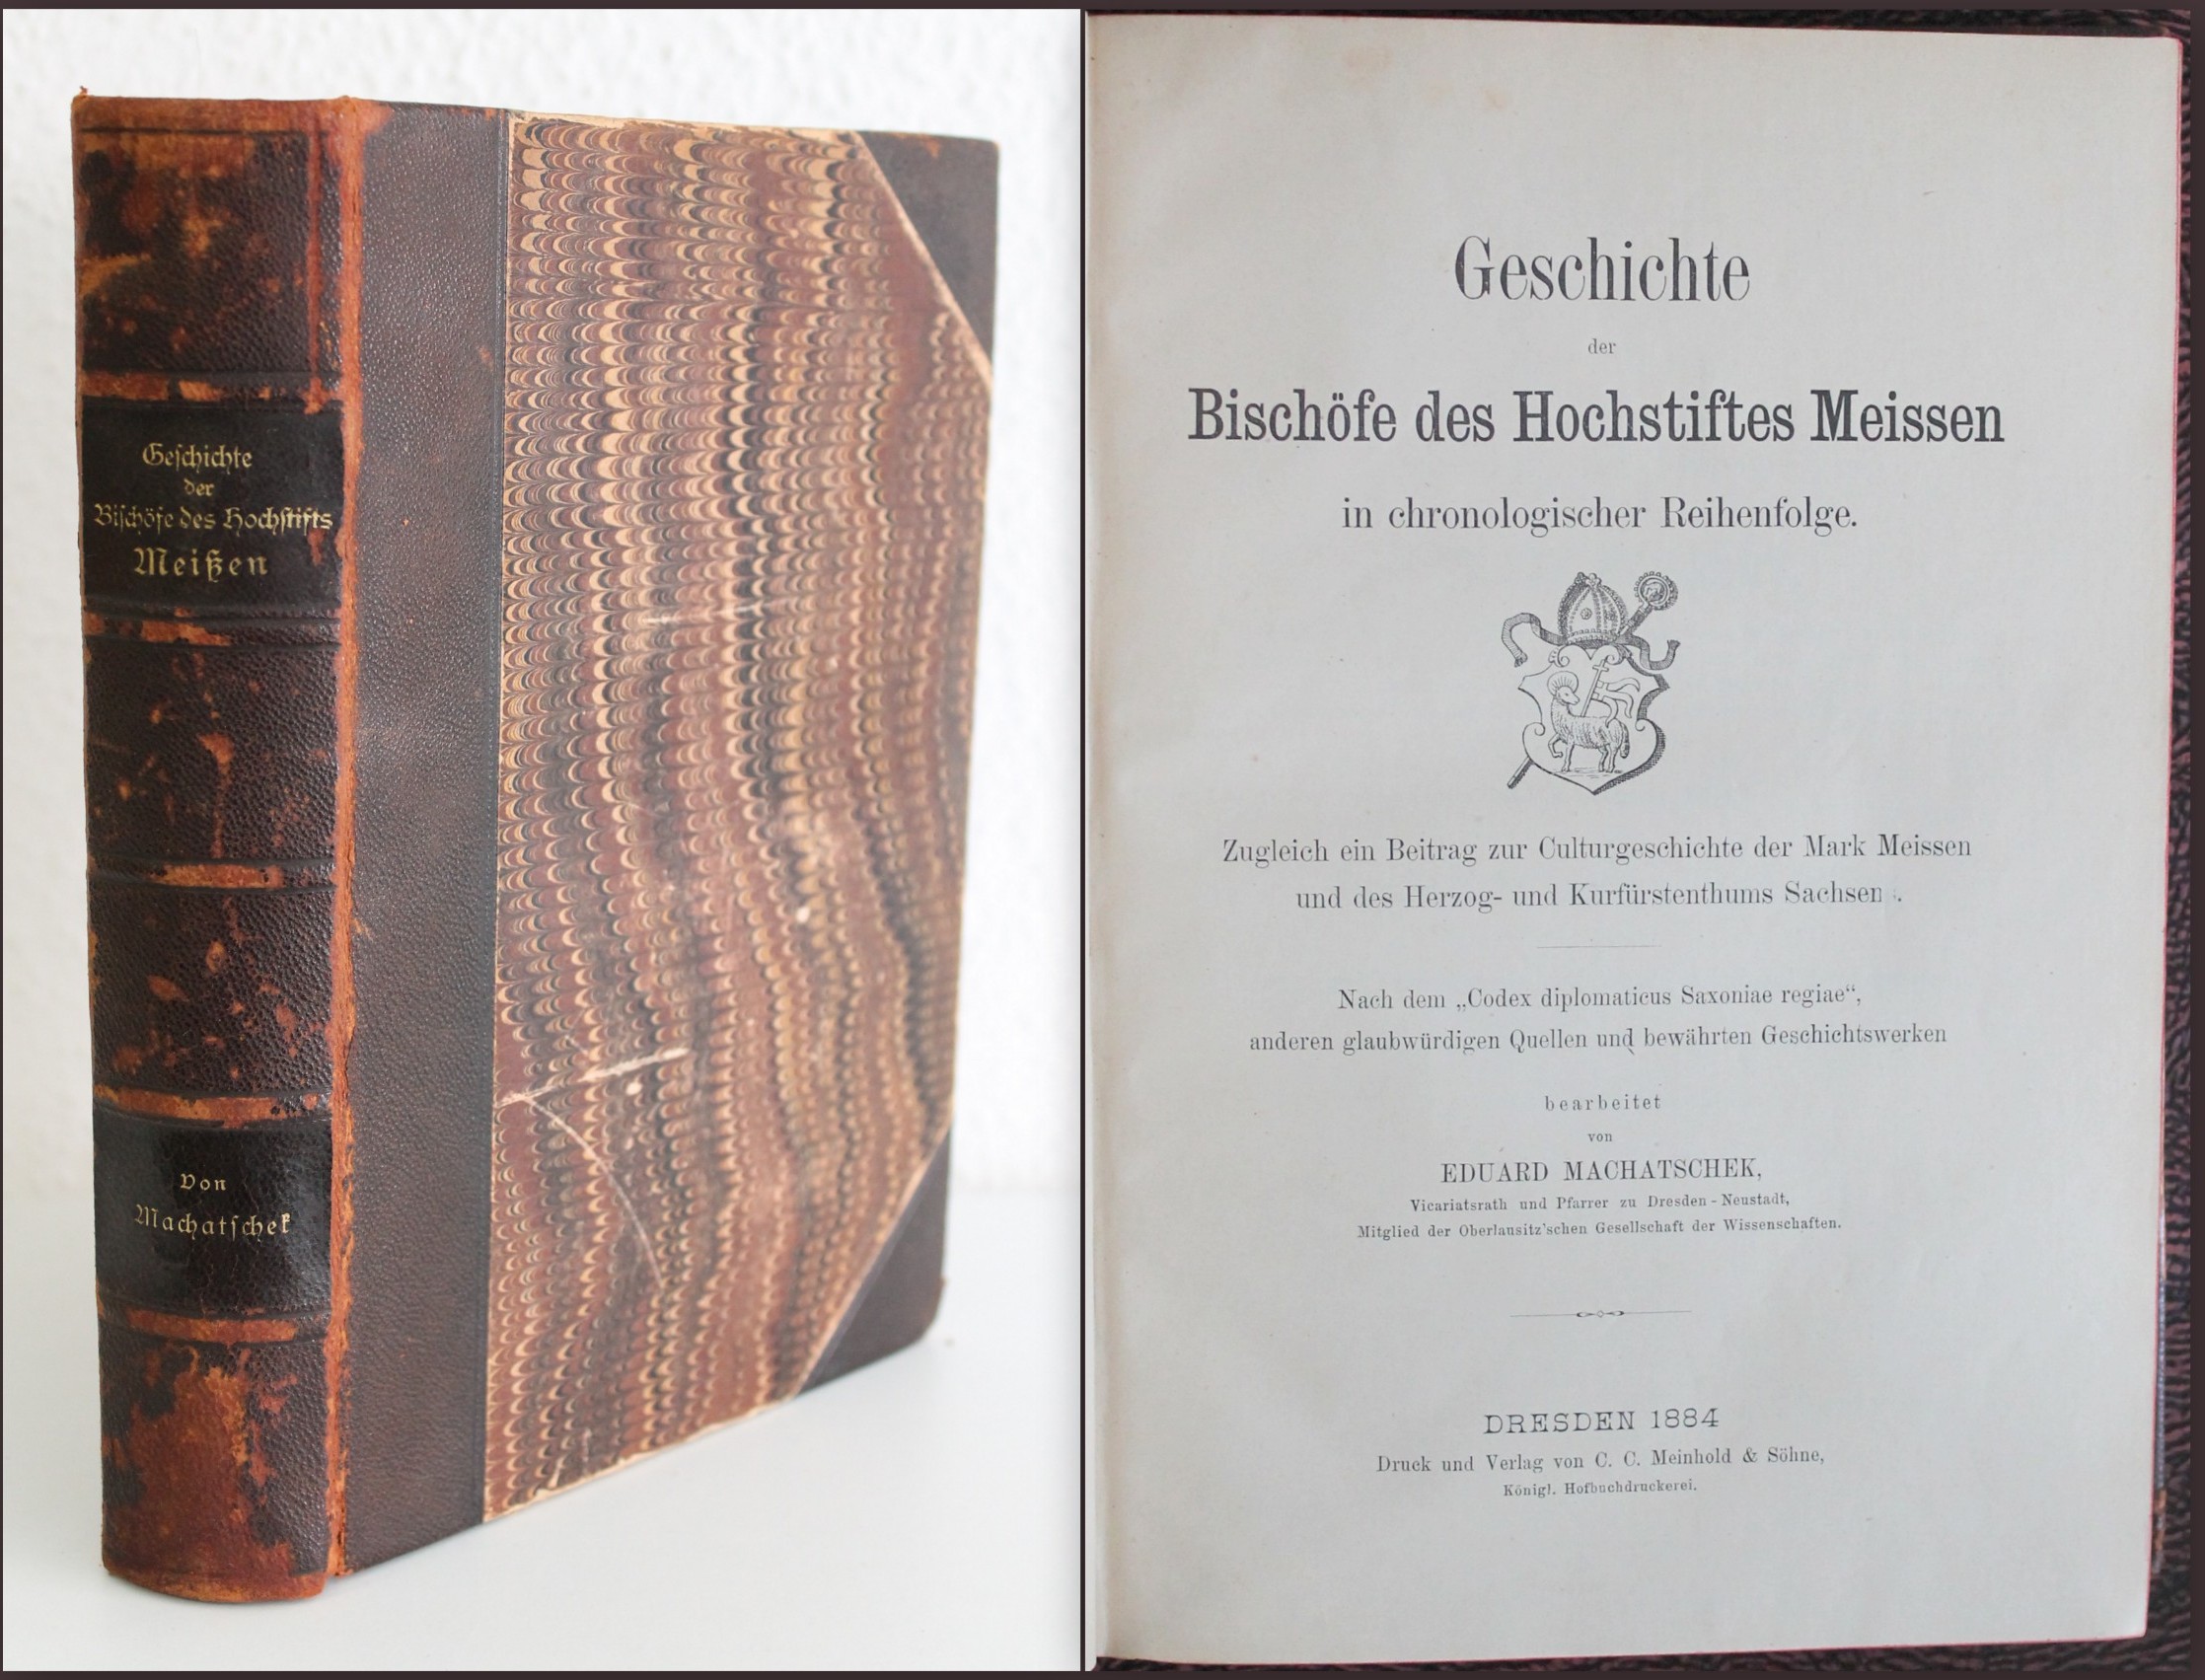 Geſchichte
der
Biſchöfe des Hochſtifts
Meißen
Von
Machatſchek
Geschichte
der
Bischöfe des Hochstiftes Meissen
in chronologischer Reihenfolge.
Zugleich ein Beitrag zur Culturgeschichte der Mark Meissen
und des Herzog- und Kurfürstenthums Sachsen.
Nach dem „Codex diplomaticus Saxoniae regiae“,
anderen glaubwürdigen Quellen und bewährten Geschichtswerken
bearbeitet
von
EDUARD MACHATSCHEK,
Vicariatsrath und Pfarrer zu Dresden-Neustadt,
Mitglied der Oberlausitz'schen Gesellschaft der Wissenschaften.
DRESDEN 1884
Druck und Verlag von C. C. Meinhold & Söhne,
Königl. Hofbuchdruckerei.